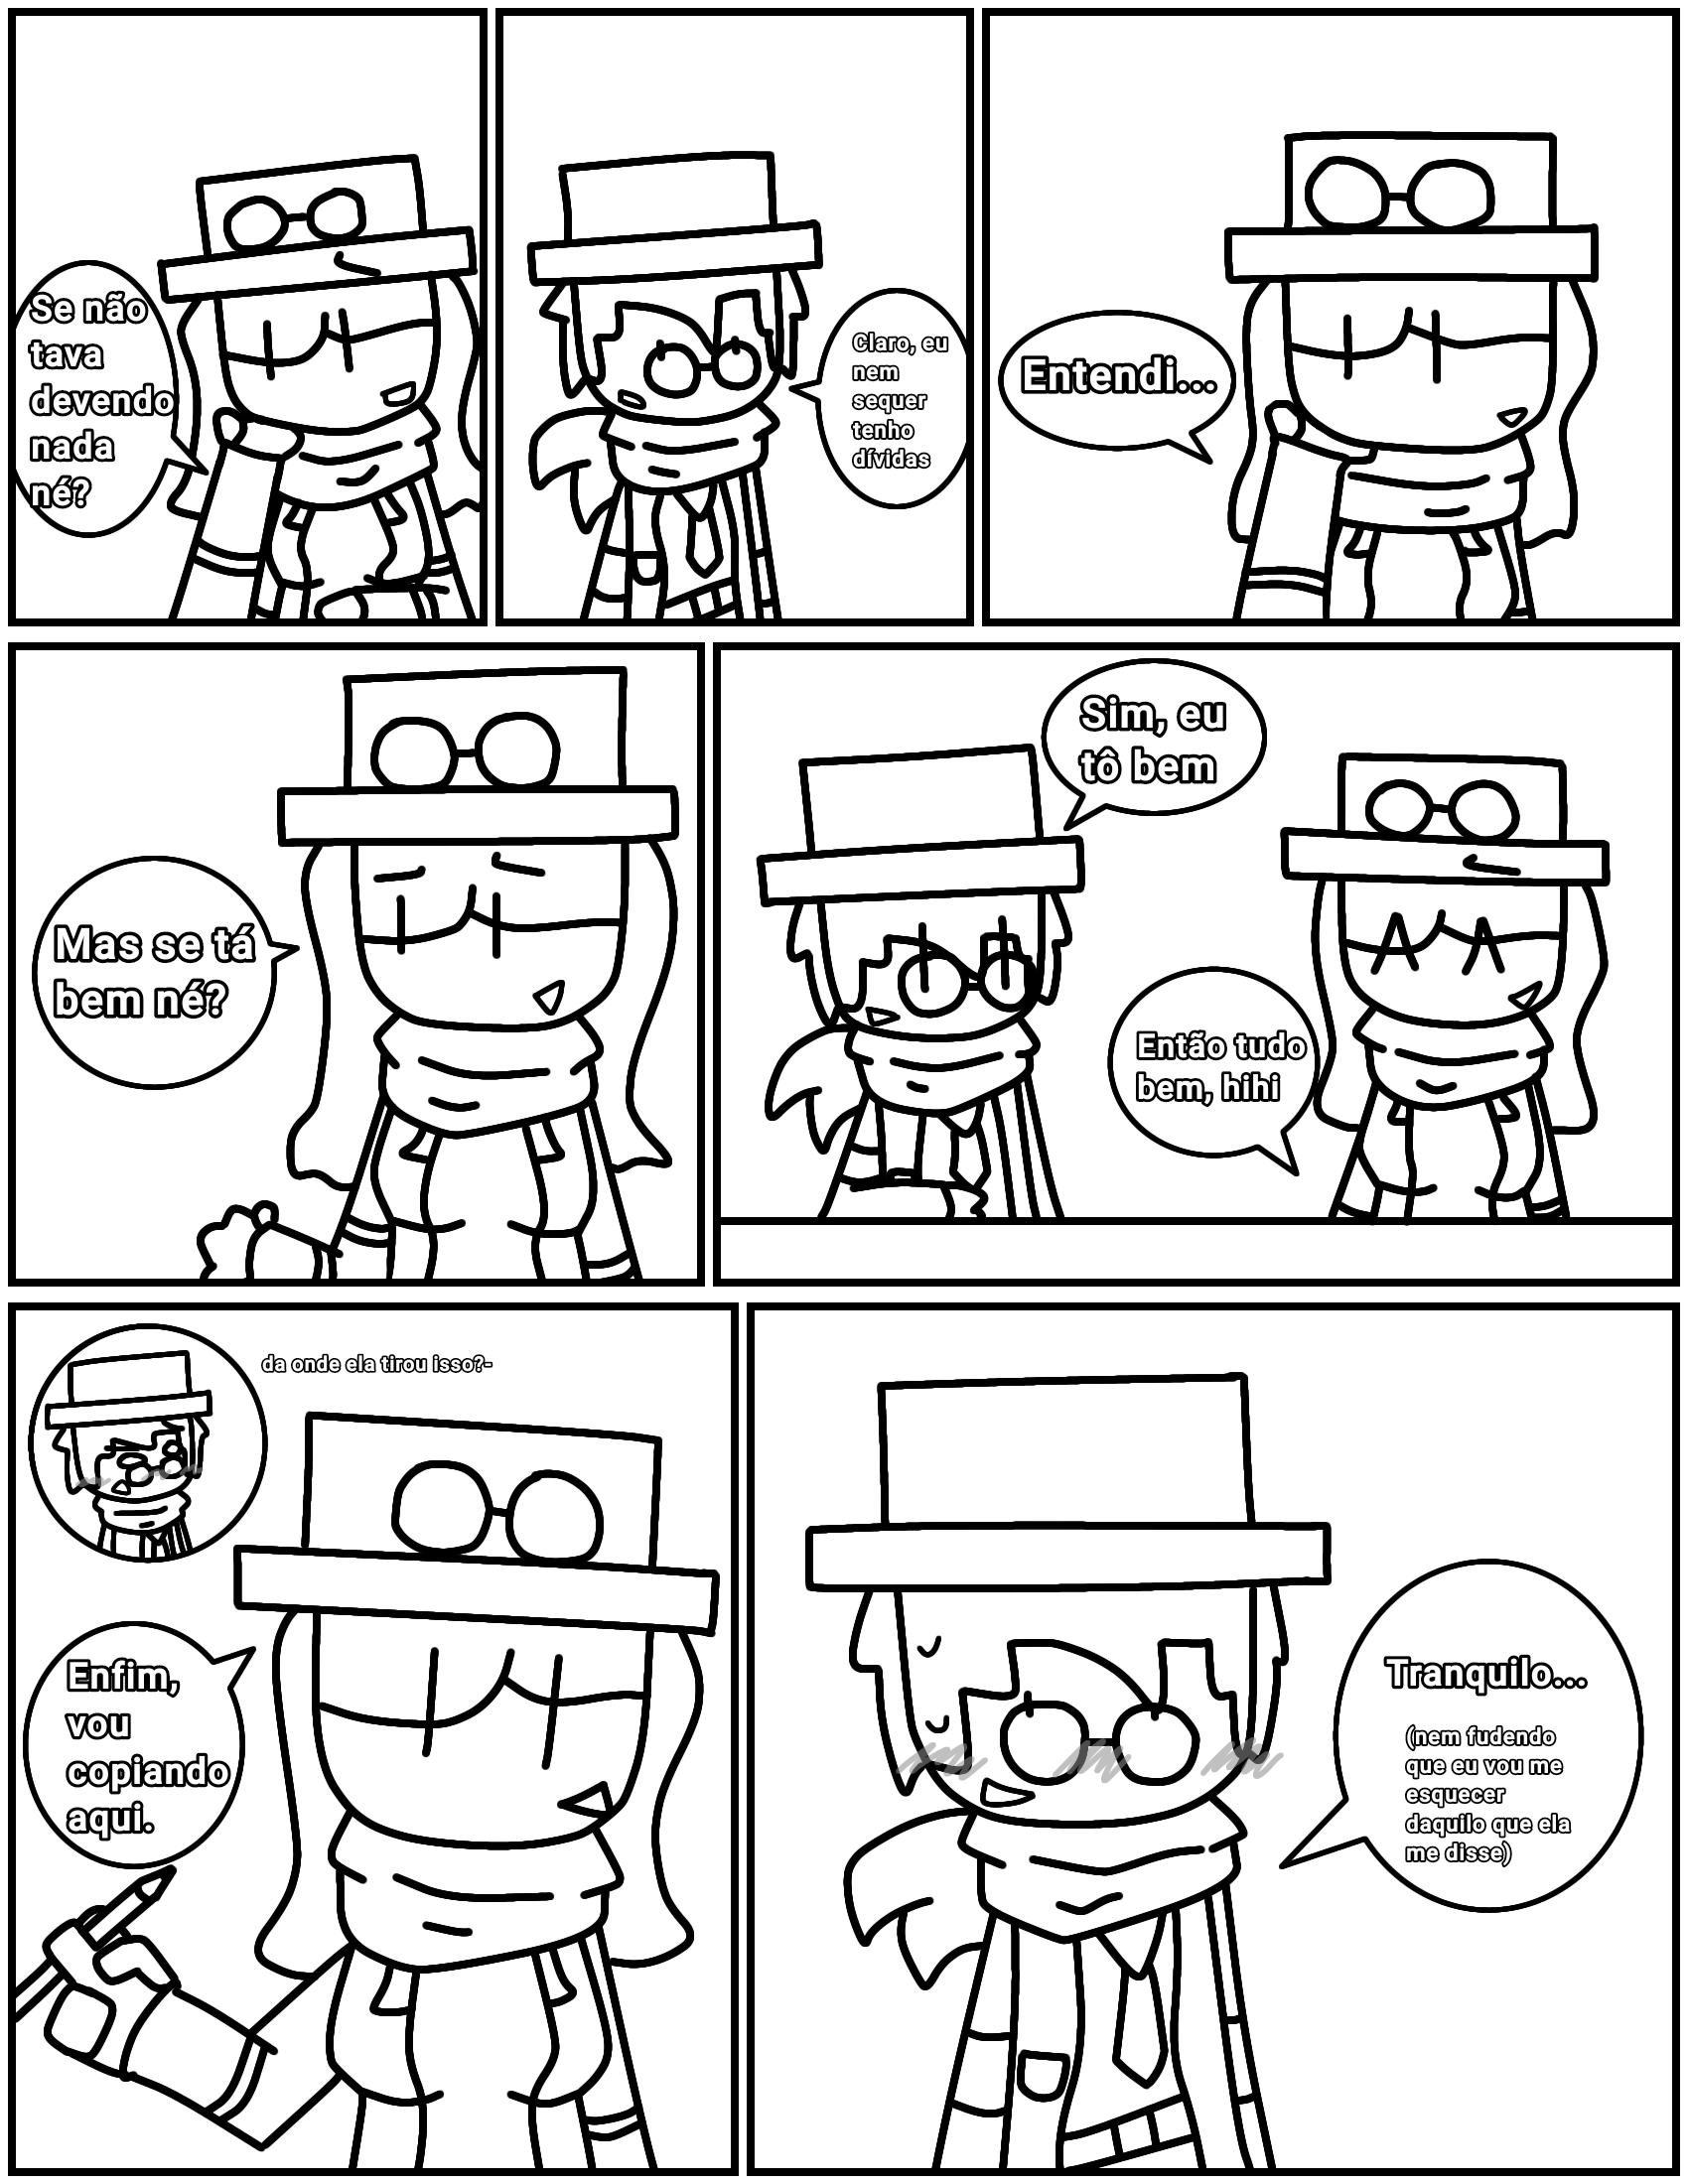 Se não
tava
devendo
nada
né?
Claro, eu
nem
sequer
tenho
dívidas
Entendi...
Mas se tá
bem né?
Sim, eu
tô bem
Então tudo
bem, hihi
da onde ela tirou isso?-
Enfim,
vou
copiando
aqui.
Tranquilo...
(nem fudendo
que eu vou me
esquecer
daquilo que ela
me disse)